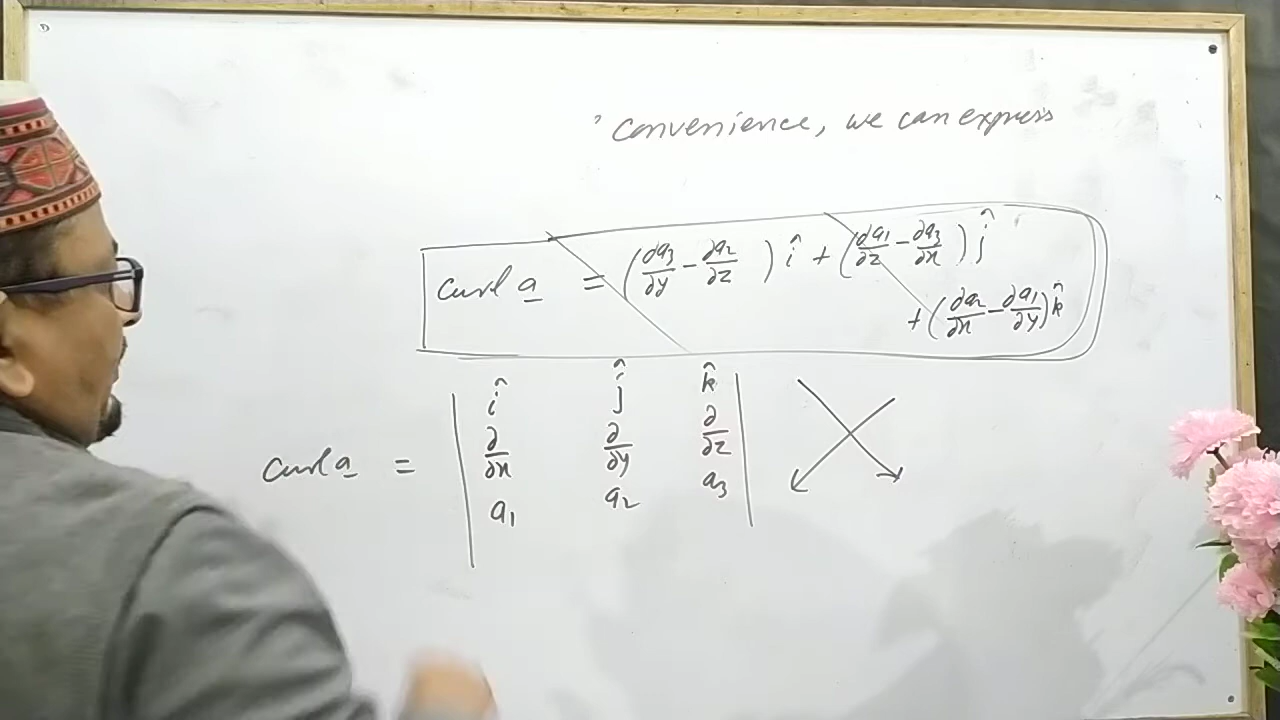 convenience, we can express
curl a = (∂a₃/∂y − ∂a₂/∂z) î + (∂a₁/∂z − ∂a₃/∂x) ĵ
+ (∂a₂/∂x − ∂a₁/∂y) k̂
î ĵ k̂
curl a = | ∂/∂x ∂/∂y ∂/∂z |
a₁ a₂ a₃